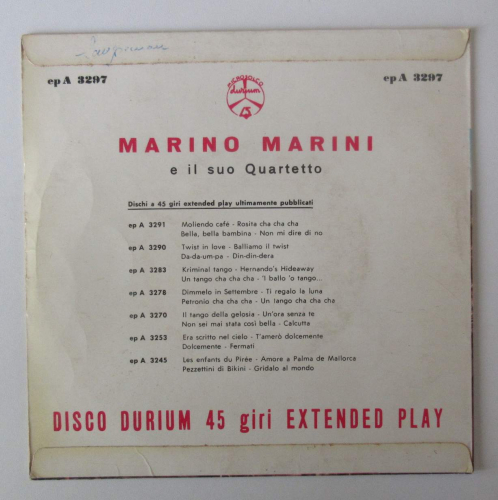 ep A 3297
ep A 3297
MICROSOLCO
durium
MARINO MARINI
e il suo Quartetto
Dischi a 45 giri extended play ultimamente pubblicati
ep A 3291 Moliendo café - Rosita cha cha cha
Bella, bella bambina - Non mi dire di no
ep A 3290 Twist in love - Balliamo il twist
Da-da-um-pa - Din-din-dera
ep A 3283 Kriminal tango - Hernando's Hideaway
Un tango cha cha cha - 'I ballo 'o tango...
ep A 3278 Dimmelo in Settembre - Ti regalo la luna
Petronio cha cha cha - Un tango cha cha cha
ep A 3270 Il tango della gelosia - Un'ora senza te
Non sei mai stata così bella - Calcutta
ep A 3253 Era scritto nel cielo - T'amerò dolcemente
Dolcemente - Fermati
ep A 3245 Les enfants du Pirée - Amore a Palma de Mallorca
Pezzettini di Bikini - Gridalo al mondo
DISCO DURIUM 45 giri EXTENDED PLAY